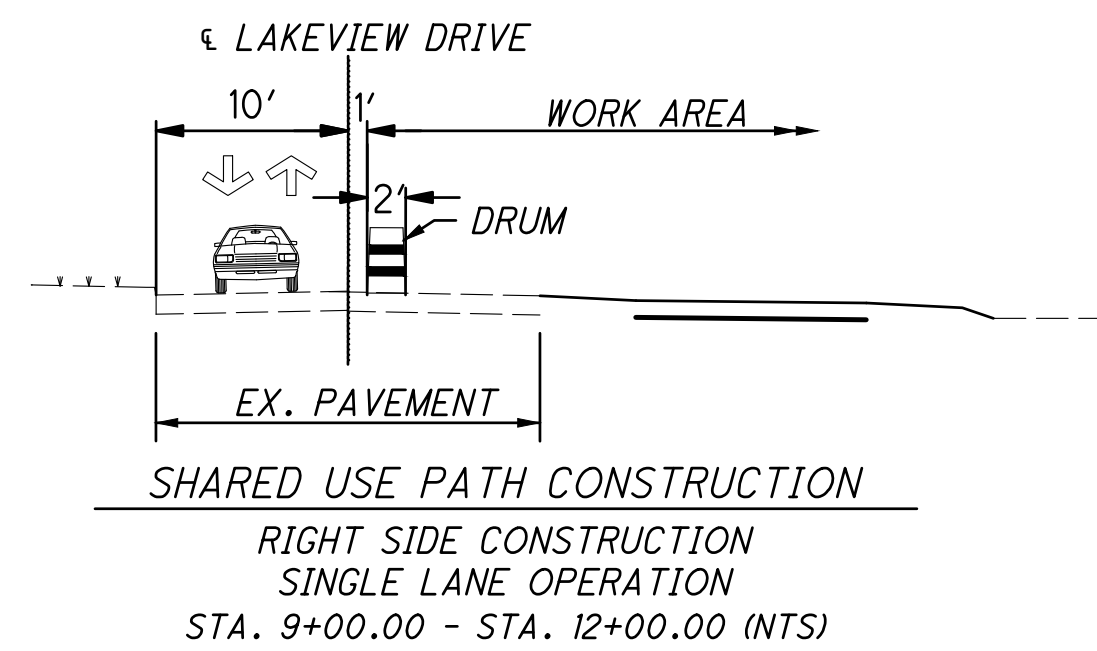 ℄ LAKEVIEW DRIVE
10' 1' WORK AREA
2' DRUM
EX. PAVEMENT
SHARED USE PATH CONSTRUCTION
RIGHT SIDE CONSTRUCTION
SINGLE LANE OPERATION
STA. 9+00.00 - STA. 12+00.00 (NTS)